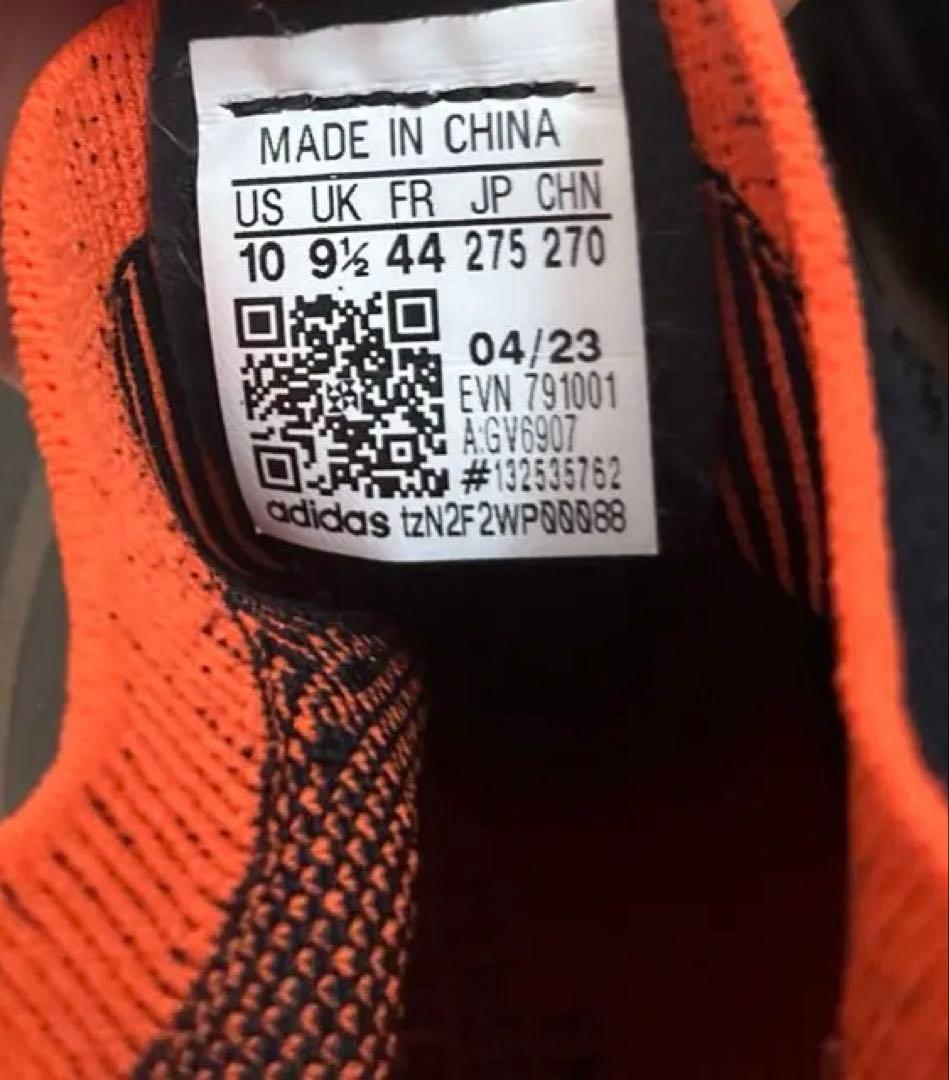 MADE IN CHINA
US UK FR JP CHN
10 9½ 44 275 270
04/23
EVN 791001
A:GV6907
#132535762
adidas tzN2F2WP00088